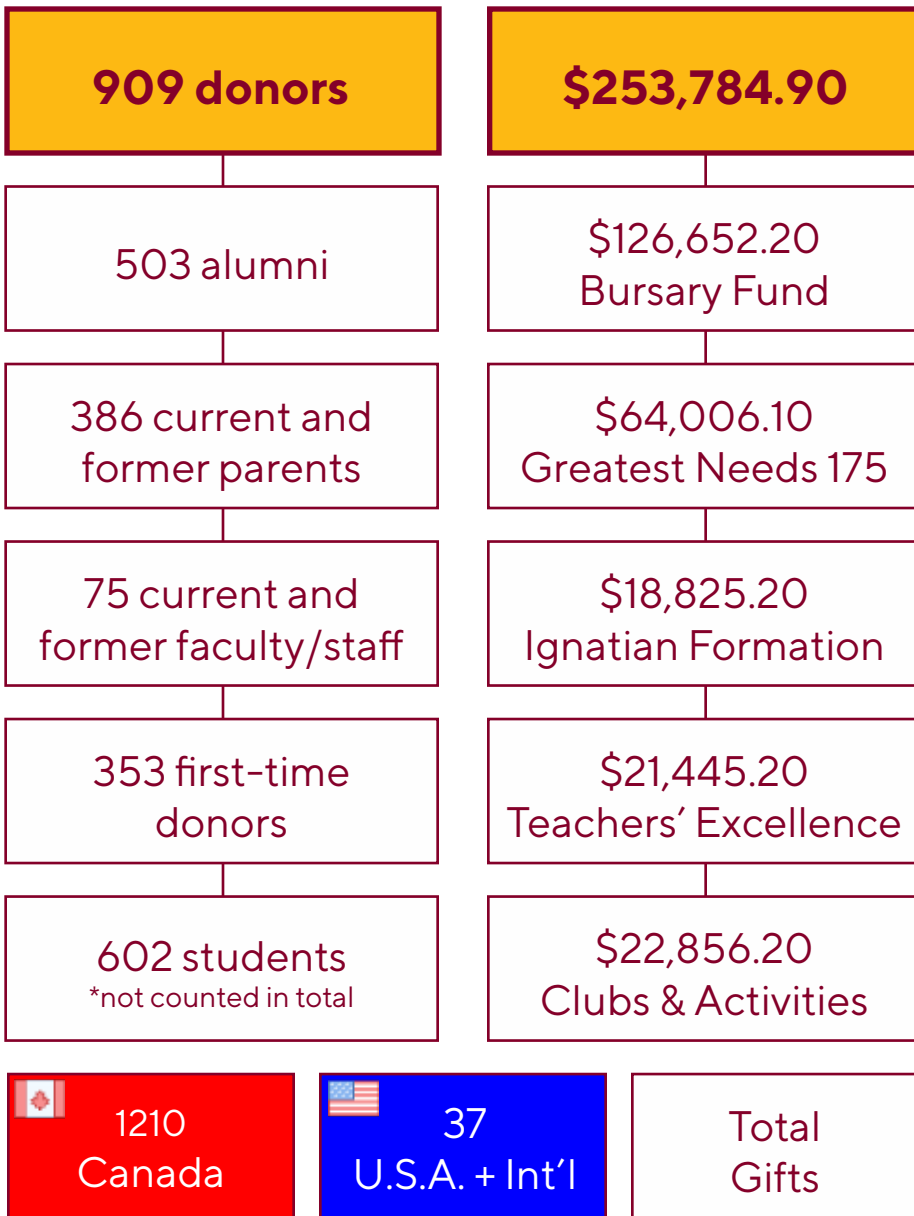 909 donors
503 alumni
386 current and
former parents
75 current and
former faculty/staff
353 first-time
donors
602 students
*not counted in total
$253,784.90
$126,652.20
Bursary Fund
$64,006.10
Greatest Needs 175
$18,825.20
Ignatian Formation
$21,445.20
Teachers' Excellence
$22,856.20
Clubs & Activities
1210
Canada
37
U.S.A. + Int'l
Total
Gifts